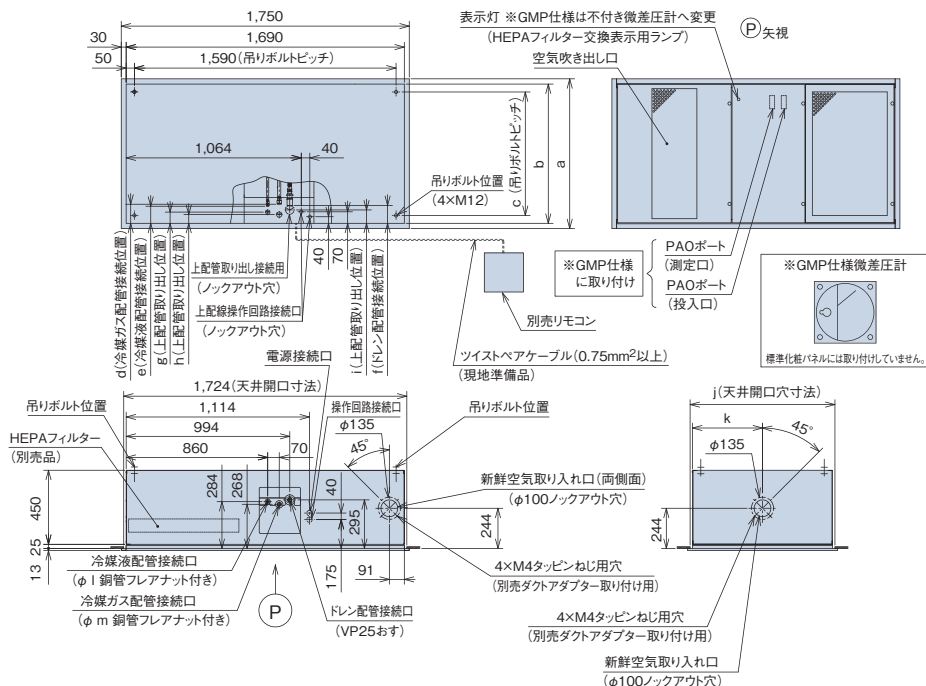 1,750
30
1,690
50
1,590(吊りボルトピッチ)
1,064
40
c(吊りボルトピッチ)
b
a
吊りボルト位置
(4×M12)
d(冷媒ガス配管接続位置)
e(冷媒液配管接続位置)
g(上配管取り出し位置)
h(上配管取り出し位置)
上配管取り出し接続用
(ノックアウト穴)
上配線操作回路接続口
(ノックアウト穴)
40
70
i(上配管取り出し位置)
f(ドレン配管接続位置)
別売リモコン
ツイストペアケーブル(0.75mm²以上)
(現地準備品)
表示灯 ※GMP仕様は不付き微差圧計へ変更
(HEPAフィルター交換表示用ランプ)
P 矢視
空気吹き出し口
※GMP仕様
に取り付け
PAOポート
(測定口)
PAOポート
(投入口)
※GMP仕様微差圧計
標準化粧パネルには取り付けしていません。
電源接続口
1,724(天井開口寸法)
吊りボルト位置
1,114
操作回路接続口
吊りボルト位置
994
φ135
HEPAフィルター
(別売品)
860
70
45°
284
268
40
295
450
25
13
175
91
244
新鮮空気取り入れ口(両側面)
(φ100ノックアウト穴)
冷媒液配管接続口
(φ l 銅管フレアナット付き)
冷媒ガス配管接続口
(φ m 銅管フレアナット付き)
P
ドレン配管接続口
(VP25おす)
4×M4タッピンねじ用穴
(別売ダクトアダプター取り付け用)
j(天井開口穴寸法)
k
45°
φ135
244
4×M4タッピンねじ用穴
(別売ダクトアダプター取り付け用)
新鮮空気取り入れ口
(φ100ノックアウト穴)